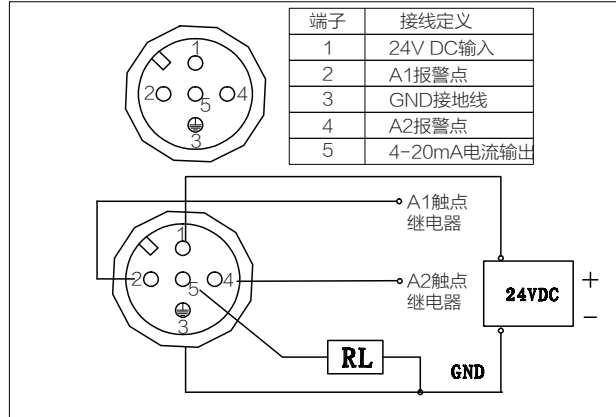 1
2 5 4
3
端子 接线定义
1 24V DC输入
2 A1报警点
3 GND接地线
4 A2报警点
5 4-20mA电流输出
A1触点
继电器
1
2 5 4
3
A2触点
继电器
24VDC
+
-
RL
GND